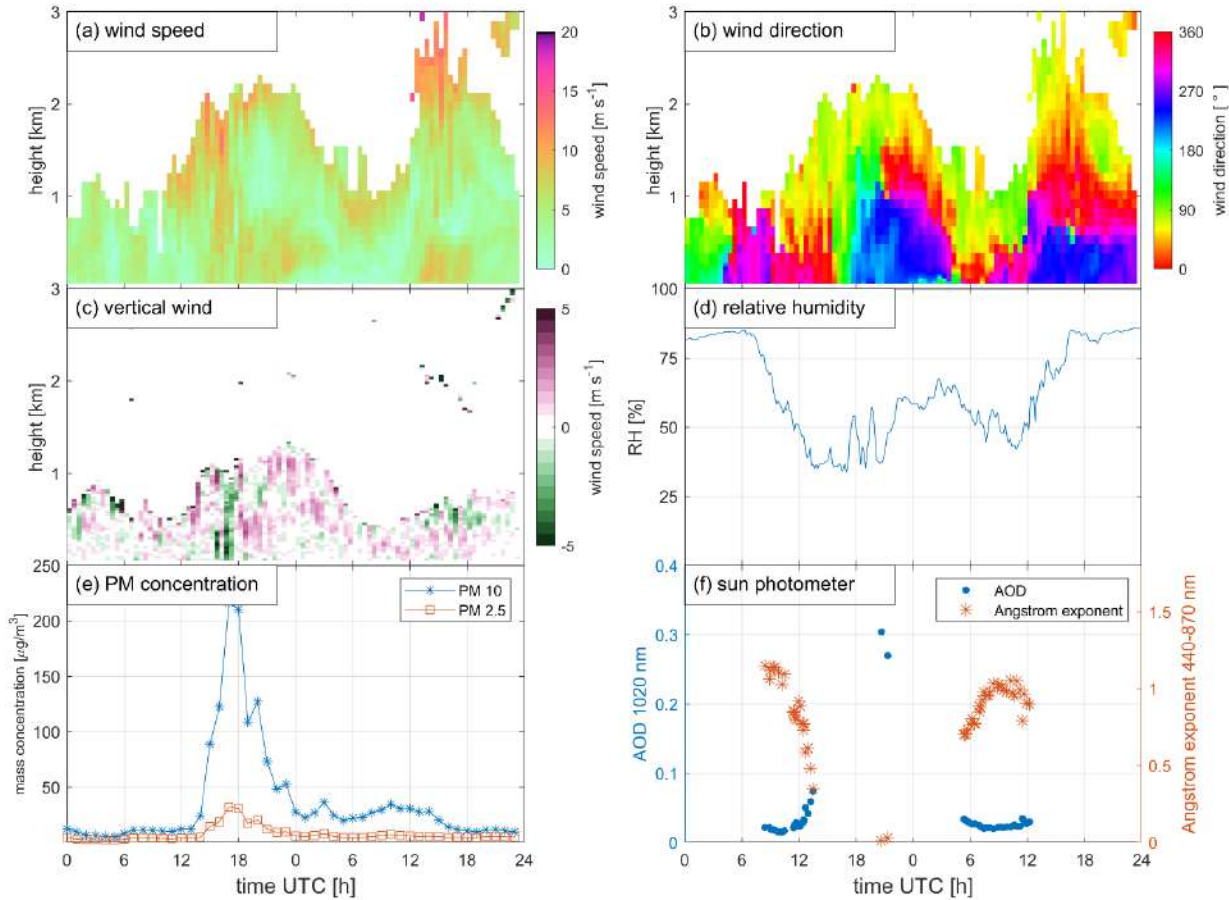 (a) wind speed
3
2
1
height [km]
20
15
10
5
0
wind speed [m s⁻¹]
(b) wind direction
3
2
1
height [km]
360
270
180
90
0
wind direction [°]
(c) vertical wind
3
2
1
height [km]
5
0
-5
wind speed [m s⁻¹]
(d) relative humidity
100
75
50
25
RH [%]
(e) PM concentration
250
200
150
100
50
mass concentration [μg/m³]
PM 10
PM 2.5
0 6 12 18 0 6 12 18 24
time UTC [h]
(f) sun photometer
0.4
0.3
0.2
0.1
0
AOD 1020 nm
AOD
Angstrom exponent
1.5
1
0.5
0
Angstrom exponent 440-870 nm
0 6 12 18 0 6 12 18 24
time UTC [h]